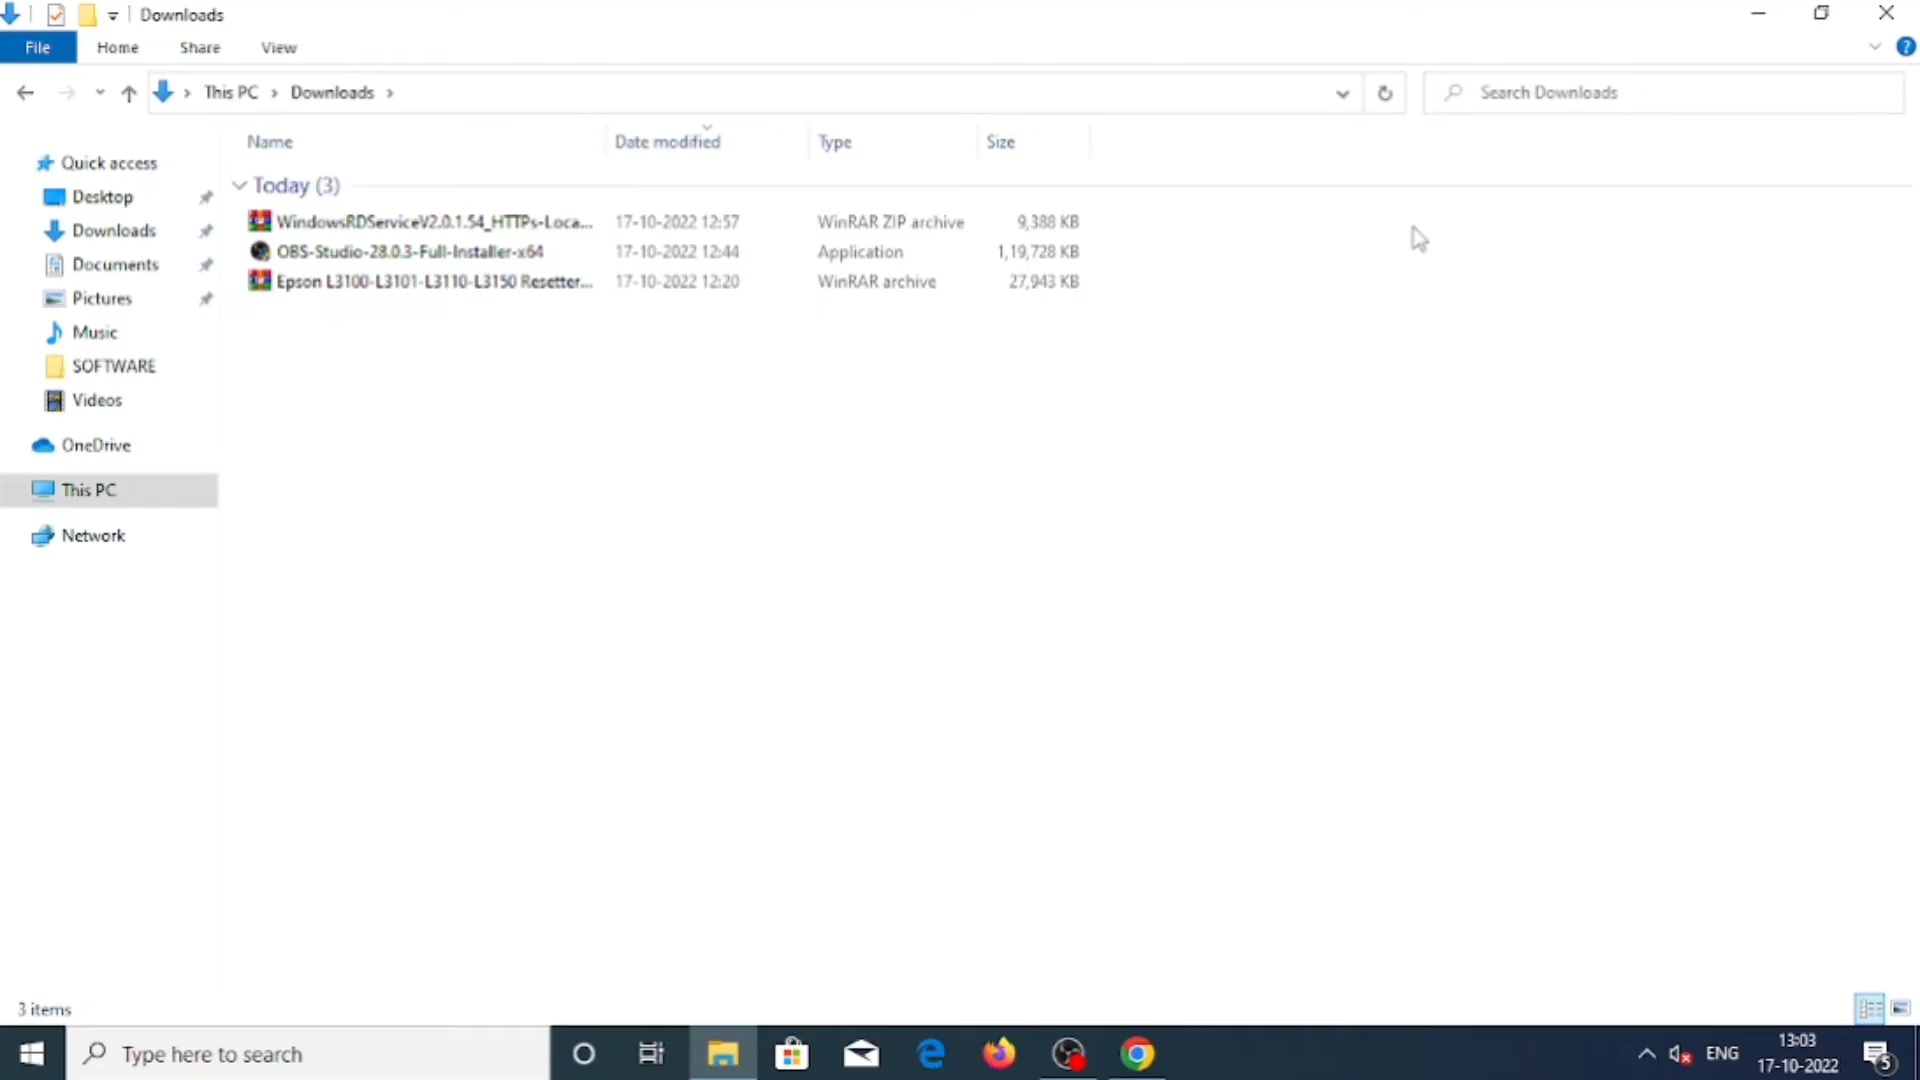 Downloads
File Home Share View
This PC Downloads
Search Downloads
Name Date modified Type Size
Quick access
Today (3)
Desktop
WindowsRDServiceV2.0.1.54_HTTPs-Loca... 17-10-2022 12:57 WinRAR ZIP archive 9,388 KB
Downloads
OBS-Studio-28.0.3-Full-Installer-x64 17-10-2022 12:44 Application 1,19,728 KB
Documents
Epson L3100-L3101-L3110-L3150 Resetter... 17-10-2022 12:20 WinRAR archive 27,943 KB
Pictures
Music
SOFTWARE
Videos
OneDrive
This PC
Network
3 items
Type here to search
ENG
13:03
17-10-2022
5